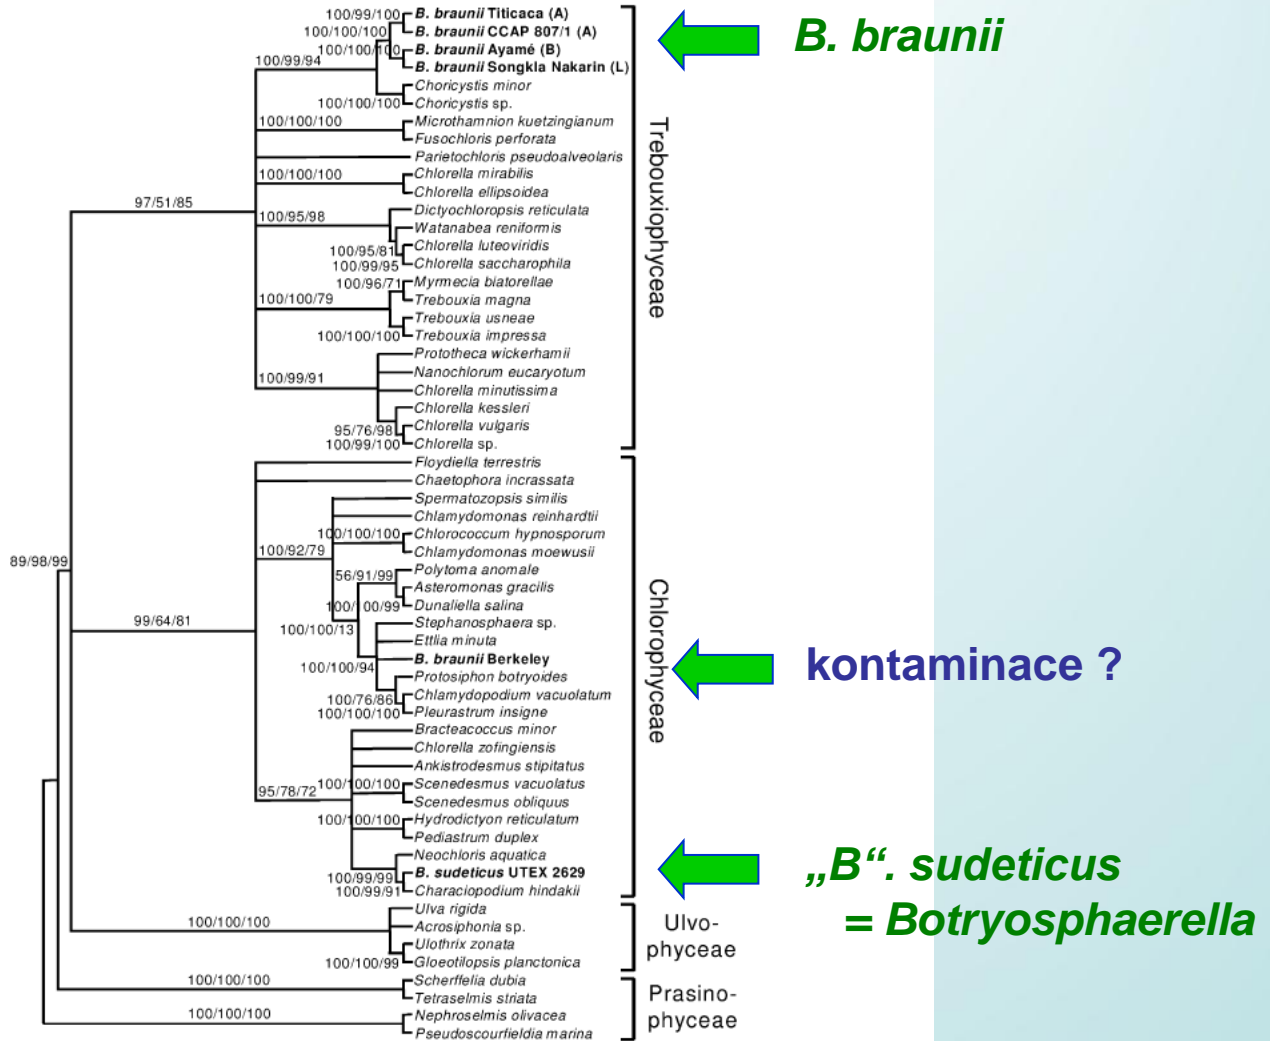 100/99/100
B. braunii Titicaca (A)
100/100/100
B. braunii CCAP 807/1 (A)
100/100/100
B. braunii Ayamé (B)
100/99/94
B. braunii Songkla Nakarin (L)
Choricystis minor
100/100/100
Choricystis sp.
100/100/100
Microthamnion kuetzingianum
Fusochloris perforata
Parietochloris pseudoalveolaris
100/100/100
Chlorella mirabilis
Chlorella ellipsoidea
97/51/85
Dictyochloropsis reticulata
100/95/98
Watanabea reniformis
100/95/81
Chlorella luteoviridis
100/99/95
Chlorella saccharophila
100/96/71
Myrmecia biatorellae
100/100/79
Trebouxia magna
Trebouxia usneae
100/100/100
Trebouxia impressa
Prototheca wickerhamii
100/99/91
Nanochlorum eucaryotum
Chlorella minutissima
Chlorella kessleri
95/76/98
Chlorella vulgaris
100/99/100
Chlorella sp.
Trebouxiophyceae
B. braunii
Floydiella terrestris
Chaetophora incrassata
Spermatozopsis similis
Chlamydomonas reinhardtii
100/100/100
Chlorococcum hypnosporum
100/92/79
Chlamydomonas moewusii
89/98/99
56/91/99
Polytoma anomale
Asteromonas gracilis
100/100/99
Dunaliella salina
99/64/81
100/100/13
Stephanosphaera sp.
Ettlia minuta
100/100/94
B. braunii Berkeley
Protosiphon botryoides
100/76/86
Chlamydopodium vacuolatum
100/100/100
Pleurastrum insigne
Bracteacoccus minor
Chlorella zofingiensis
Ankistrodesmus stipitatus
95/78/72
100/100/100
Scenedesmus vacuolatus
Scenedesmus obliquus
100/100/100
Hydrodictyon reticulatum
Pediastrum duplex
Neochloris aquatica
100/99/99
B. sudeticus UTEX 2629
100/99/91
Characiopodium hindakii
Chlorophyceae
kontaminace ?
„B“. sudeticus
= Botryosphaerella
Ulva rigida
100/100/100
Acrosiphonia sp.
Ulothrix zonata
100/100/99
Gloeotilopsis planctonica
Ulvo-
phyceae
100/100/100
Scherffelia dubia
Tetraselmis striata
100/100/100
Nephroselmis olivacea
Pseudoscourfieldia marina
Prasino-
phyceae